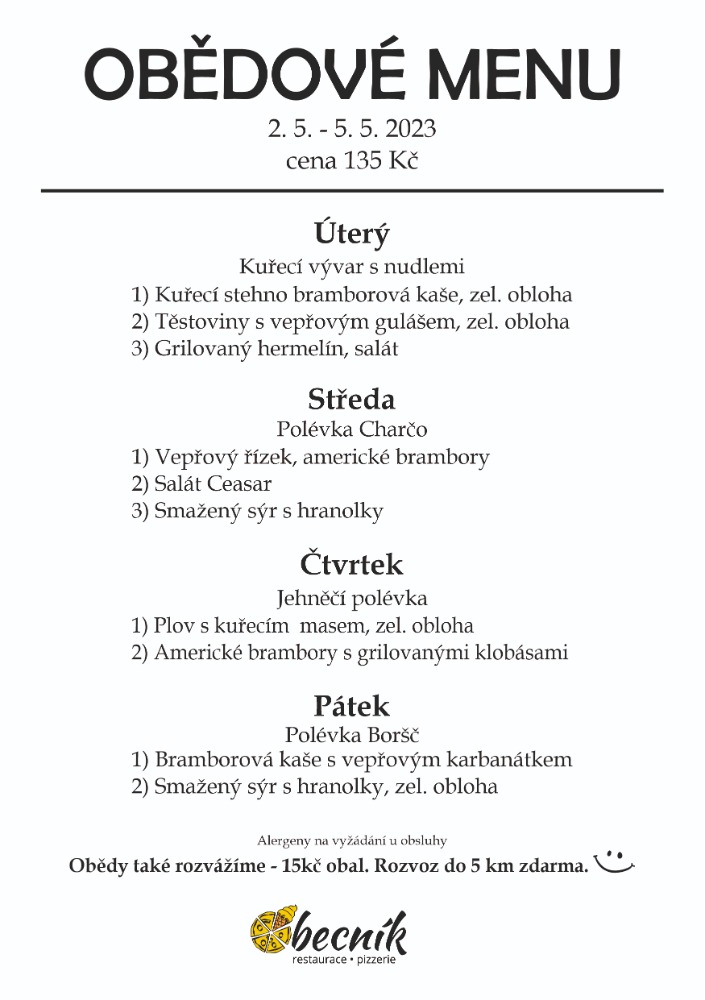 OBĚDOVÉ MENU
2. 5. - 5. 5. 2023
cena 135 Kč
Úterý
Kuřecí vývar s nudlemi
1) Kuřecí stehno bramborová kaše, zel. obloha
2) Těstoviny s vepřovým gulášem, zel. obloha
3) Grilovaný hermelín, salát
Středa
Polévka Charčo
1) Vepřový řízek, americké brambory
2) Salát Ceasar
3) Smažený sýr s hranolky
Čtvrtek
Jehněčí polévka
1) Plov s kuřecím masem, zel. obloha
2) Americké brambory s grilovanými klobásami
Pátek
Polévka Boršč
1) Bramborová kaše s vepřovým karbanátkem
2) Smažený sýr s hranolky, zel. obloha
Alergeny na vyžádání u obsluhy
Obědy také rozvážíme - 15kč obal. Rozvoz do 5 km zdarma.
Obecník
restaurace • pizzerie